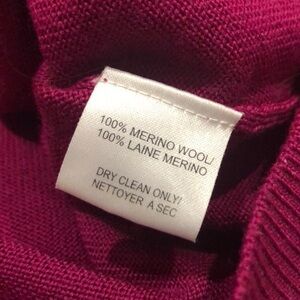 100% MERINO WOOL/
100% LAINE MERINO
DRY CLEAN ONLY/
NETTOYER A SEC